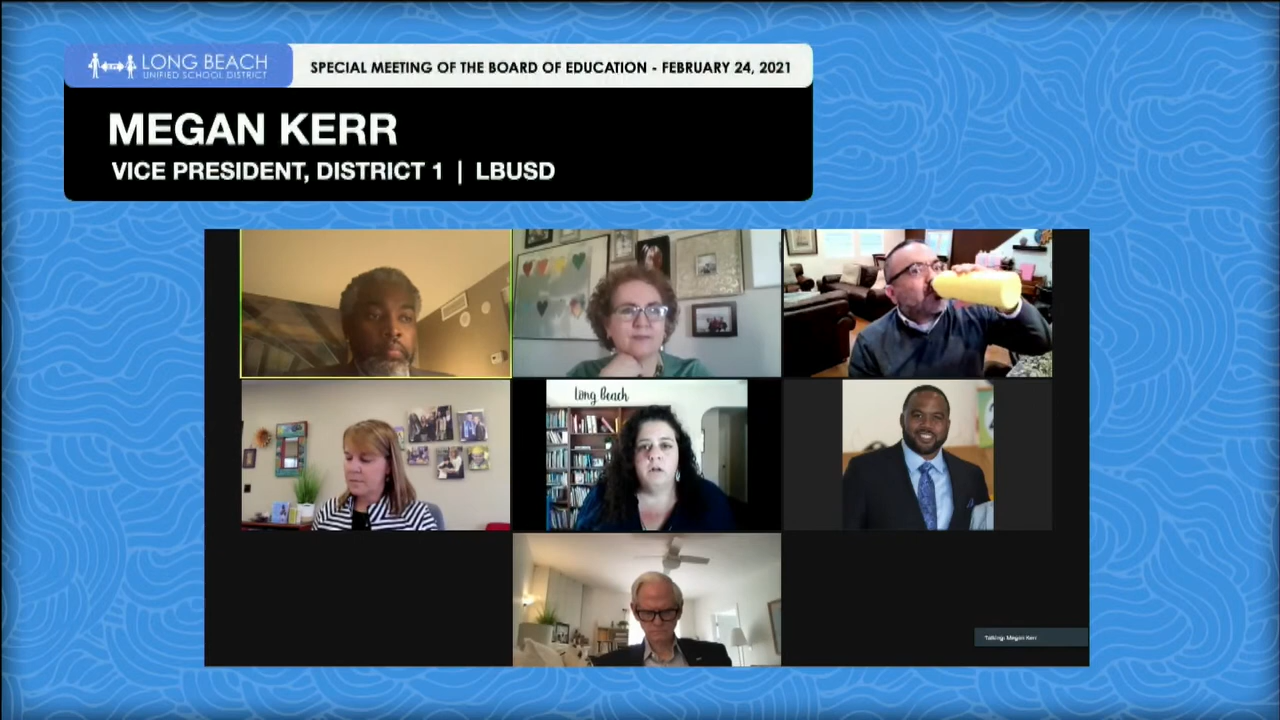 LONG BEACH
UNIFIED SCHOOL DISTRICT
SPECIAL MEETING OF THE BOARD OF EDUCATION - FEBRUARY 24, 2021
MEGAN KERR
VICE PRESIDENT, DISTRICT 1 | LBUSD
Long Beach
Talking: Megan Kerr